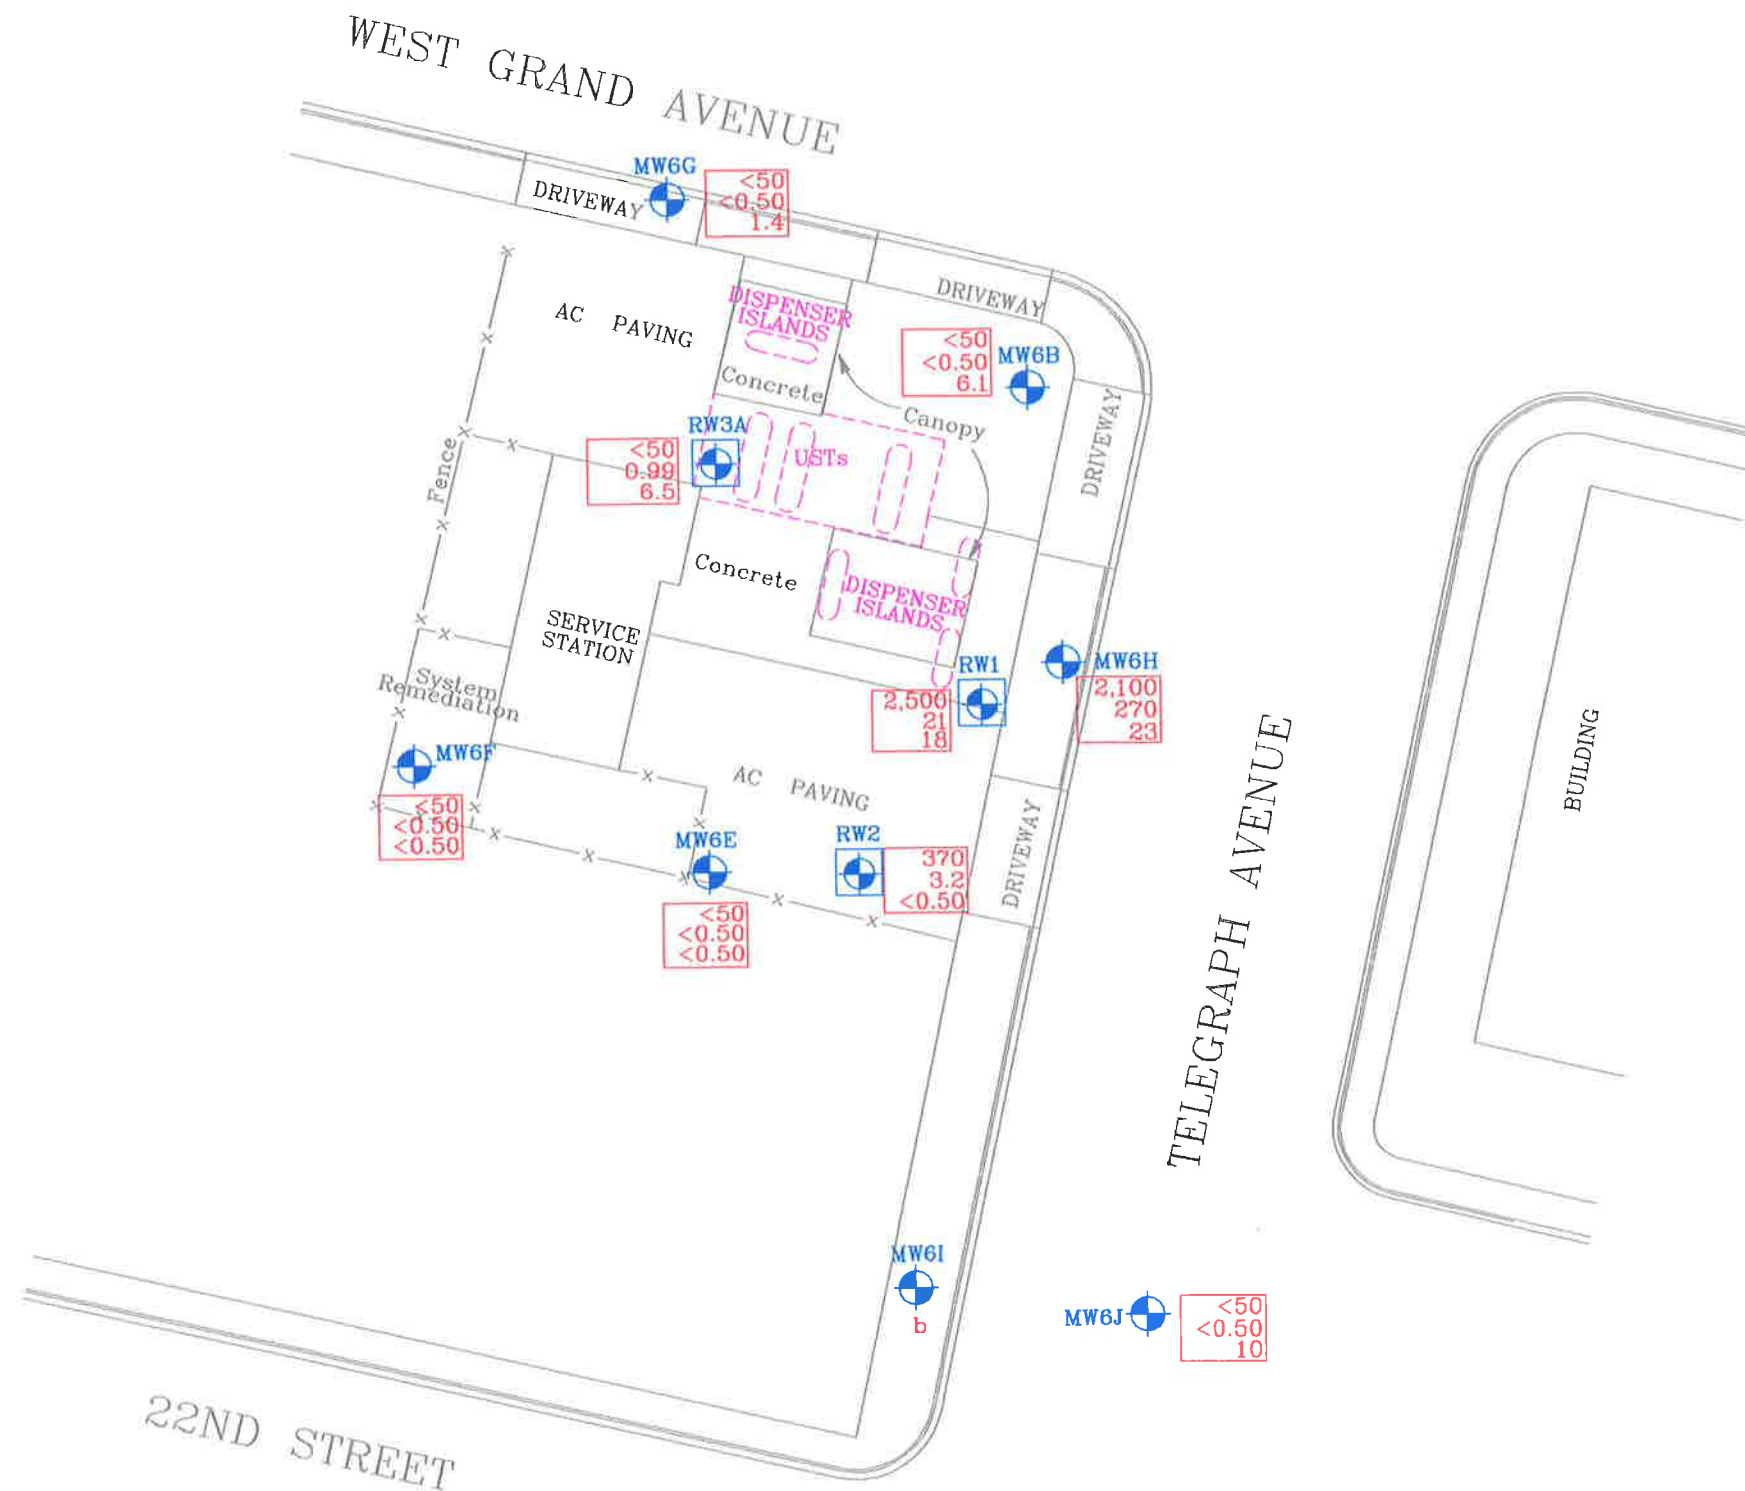 WEST GRAND AVENUE
MW6G
<50
<0.50
1.4
DRIVEWAY
DRIVEWAY
AC PAVING
DISPENSER
ISLANDS
Concrete
<50
<0.50
6.1
MW6B
Canopy
DRIVEWAY
RW3A
<50
0.99
6.5
USTs
Fence
Concrete
DISPENSER
ISLANDS
SERVICE
STATION
System
Remediation
RW1
2,500
21
18
MW6H
2,100
270
23
MW6F
<50
<0.50
<0.50
AC PAVING
DRIVEWAY
MW6E
<50
<0.50
<0.50
RW2
370
3.2
<0.50
TELEGRAPH AVENUE
BUILDING
MW6I
b
MW6J
<50
<0.50
10
22ND STREET